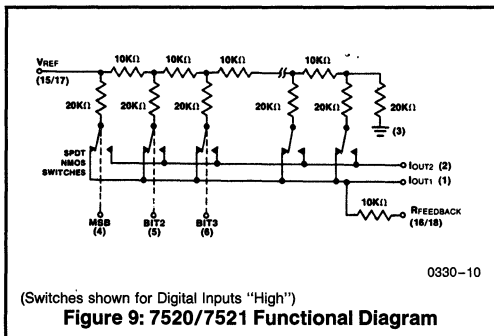 VREF
(15/17)
10KΩ
10KΩ
10KΩ
10KΩ
20KΩ
20KΩ
20KΩ
20KΩ
20KΩ
20KΩ
(3)
SPDT
NMOS
SWITCHES
IOUT2 (2)
IOUT1 (1)
10KΩ
RFEEDBACK
(16/18)
MSB
(4)
BIT2
(5)
BIT3
(6)
0330-10
(Switches shown for Digital Inputs "High")
Figure 9: 7520/7521 Functional Diagram